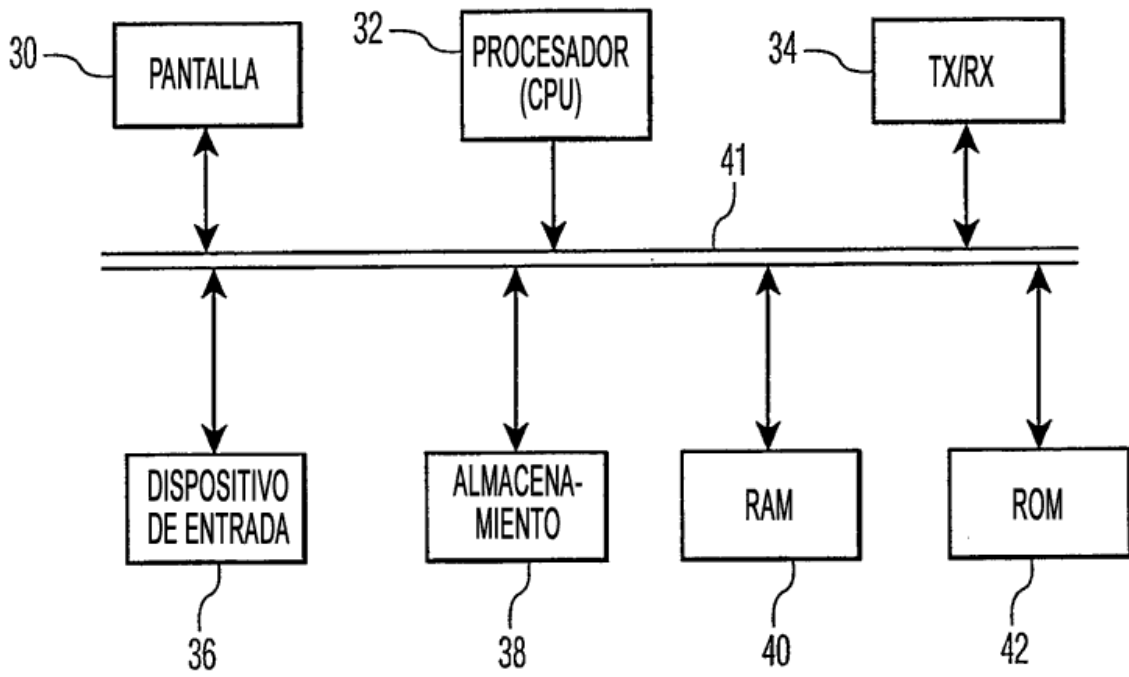 30
PANTALLA
32
PROCESADOR
(CPU)
34
TX/RX
41
DISPOSITIVO
DE ENTRADA
ALMACENA-
MIENTO
RAM
ROM
36
38
40
42